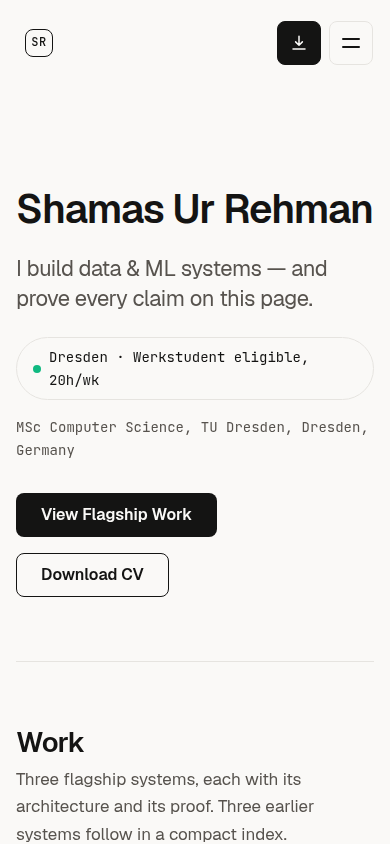 SR
Shamas Ur Rehman
I build data & ML systems — and
prove every claim on this page.
Dresden · Werkstudent eligible,
20h/wk
MSc Computer Science, TU Dresden, Dresden,
Germany
View Flagship Work
Download CV
Work
Three flagship systems, each with its
architecture and its proof. Three earlier
systems follow in a compact index.